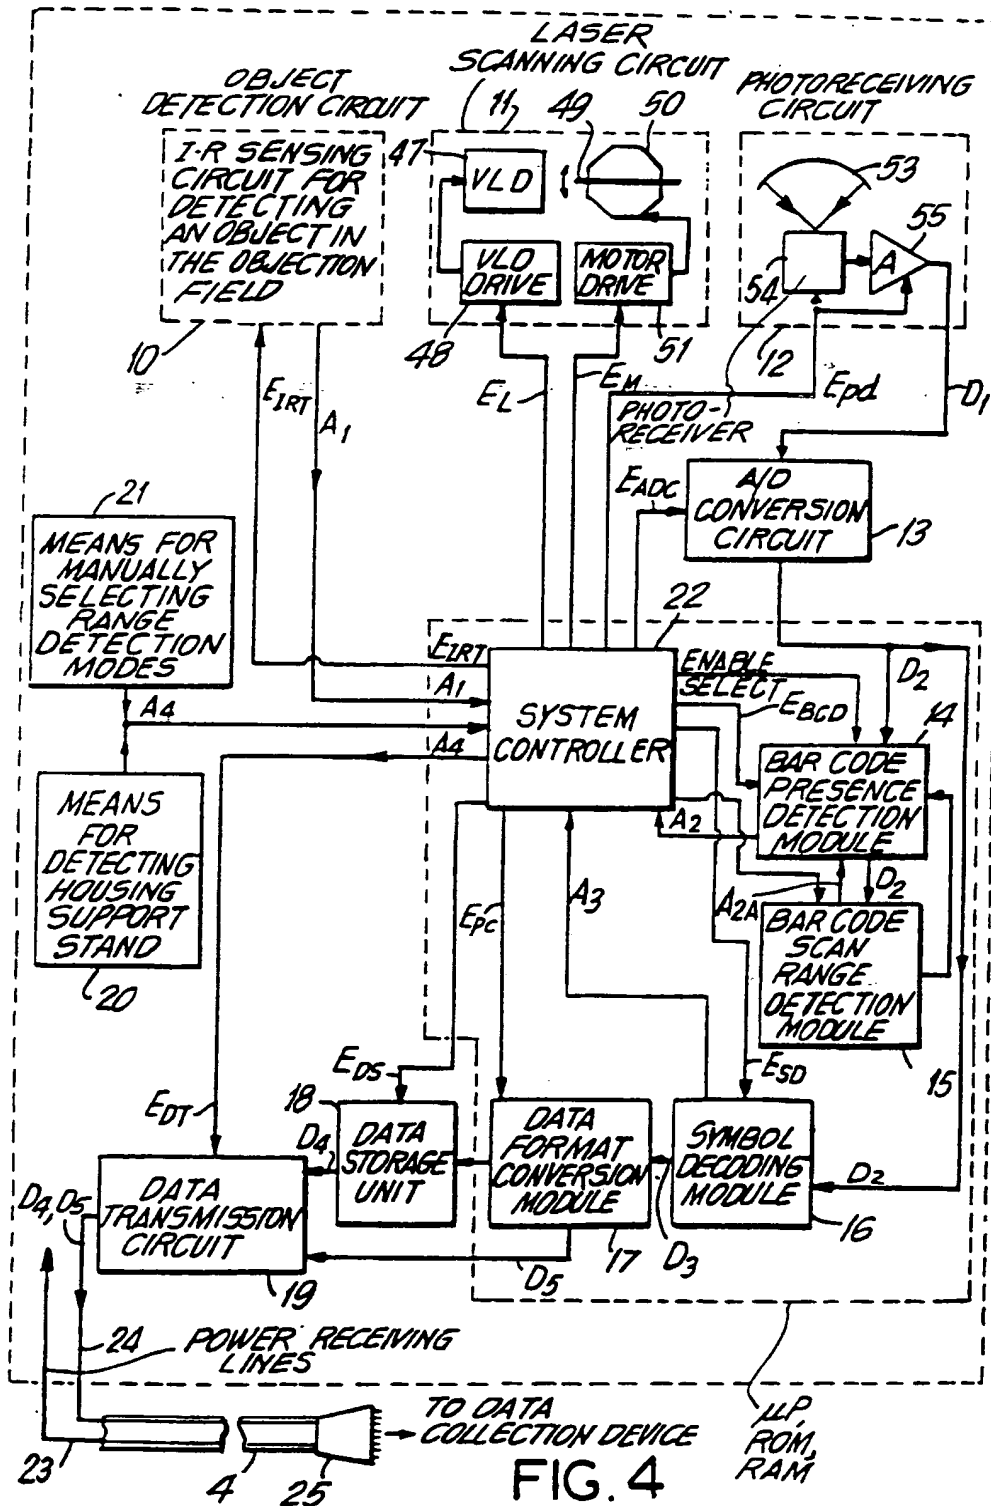 LASER
SCANNING CIRCUIT
OBJECT
DETECTION CIRCUIT
PHOTORECEIVING
CIRCUIT
11
49
50
47
I-R SENSING
CIRCUIT FOR
DETECTING
AN OBJECT IN
THE OBJECTION
FIELD
VLD
VLD
DRIVE
MOTOR
DRIVE
53
55
54
A
10
48
51
12
EIRT
A1
EL
EM
Epd
D1
PHOTO-
RECEIVER
EADC
A/D
CONVERSION
CIRCUIT
13
21
MEANS FOR
MANUALLY
SELECTING
RANGE
DETECTION
MODES
22
EIRT
A1
A4
A4
SYSTEM
CONTROLLER
ENABLE
SELECT
EBCD
D2
14
BAR CODE
PRESENCE
DETECTION
MODULE
A2
MEANS
FOR
DETECTING
HOUSING
SUPPORT
STAND
20
EPC
A3
A2A
D2
BAR CODE
SCAN
RANGE
DETECTION
MODULE
15
ESD
EDS
EDT
18
D4
DATA
STORAGE
UNIT
DATA
FORMAT
CONVERSION
MODULE
SYMBOL
DECODING
MODULE
D2
16
17
D3
D4, D5
DATA
TRANSMISSION
CIRCUIT
19
D5
24
POWER RECEIVING
LINES
TO DATA
COLLECTION DEVICE
μP,
ROM,
RAM
23
4
25
FIG. 4